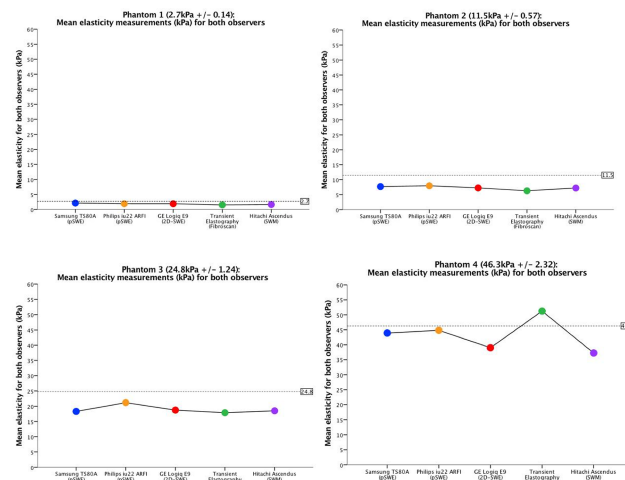 Phantom 1 (2.7kPa +/- 0.14):
Mean elasticity measurements (kPa) for both observers
Mean elasticity for both observers (kPa)
60
55
50
45
40
35
30
25
20
15
10
5
0
2.7
Samsung TS80A
(pSWE)
Philips iu22 ARFI
(pSWE)
GE Logiq E9
(2D-SWE)
Transient
Elastography
(Fibroscan)
Hitachi Ascendus
(SWM)
Phantom 2 (11.5kPa +/- 0.57):
Mean elasticity measurements (kPa) for both observers
Mean elasticity for both observers (kPa)
60
55
50
45
40
35
30
25
20
15
10
5
0
11.5
Samsung TS80A
(pSWE)
Philips iu22 ARFI
(pSWE)
GE Logiq E9
(2D-SWE)
Transient
Elastography
(Fibroscan)
Hitachi Ascendus
(SWM)
Phantom 3 (24.8kPa +/- 1.24):
Mean elasticity measurements (kPa) for both observers
Mean elasticity for both observers (kPa)
60
55
50
45
40
35
30
25
20
15
10
5
0
24.8
Samsung TS80A
(pSWE)
Philips iu22 ARFI
(pSWE)
GE Logiq E9
(2D-SWE)
Transient
Elastography
Hitachi Ascendus
(SWM)
Phantom 4 (46.3kPa +/- 2.32):
Mean elasticity measurements (kPa) for both observers
Mean elasticity for both observers (kPa)
60
55
50
45
40
35
30
25
20
15
10
5
0
Samsung TS80A
(pSWE)
Philips iu22 ARFI
(pSWE)
GE Logiq E9
(2D-SWE)
Transient
Elastography
Hitachi Ascendus
(SWM)